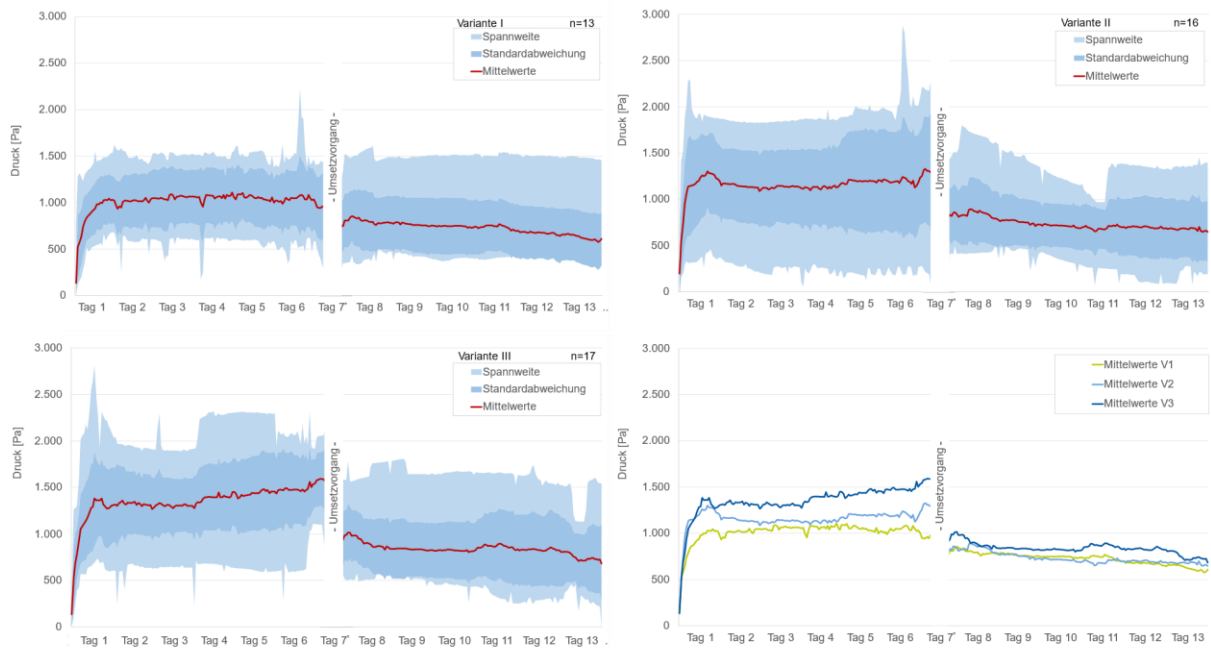 Variante I n=13
Spannweite
Standardabweichung
Mittelwerte
Druck [Pa]
3.000
2.500
2.000
1.500
1.000
500
0
- Umsetzvorgang -
Tag 1 Tag 2 Tag 3 Tag 4 Tag 5 Tag 6 Tag 7" Tag 8 Tag 9 Tag 10 Tag 11 Tag 12 Tag 13 ..
Variante II n=16
Spannweite
Standardabweichung
Mittelwerte
Druck [Pa]
3.000
2.500
2.000
1.500
1.000
500
0
- Umsetzvorgang -
Tag 1 Tag 2 Tag 3 Tag 4 Tag 5 Tag 6 Tag 7" Tag 8 Tag 9 Tag 10 Tag 11 Tag 12 Tag 13
Variante III n=17
Spannweite
Standardabweichung
Mittelwerte
Druck [Pa]
3.000
2.500
2.000
1.500
1.000
500
0
- Umsetzvorgang -
Tag 1 Tag 2 Tag 3 Tag 4 Tag 5 Tag 6 Tag 7" Tag 8 Tag 9 Tag 10 Tag 11 Tag 12 Tag 13
Mittelwerte V1
Mittelwerte V2
Mittelwerte V3
Druck [Pa]
3.000
2.500
2.000
1.500
1.000
500
0
- Umsetzvorgang -
Tag 1 Tag 2 Tag 3 Tag 4 Tag 5 Tag 6 Tag 7" Tag 8 Tag 9 Tag 10 Tag 11 Tag 12 Tag 13